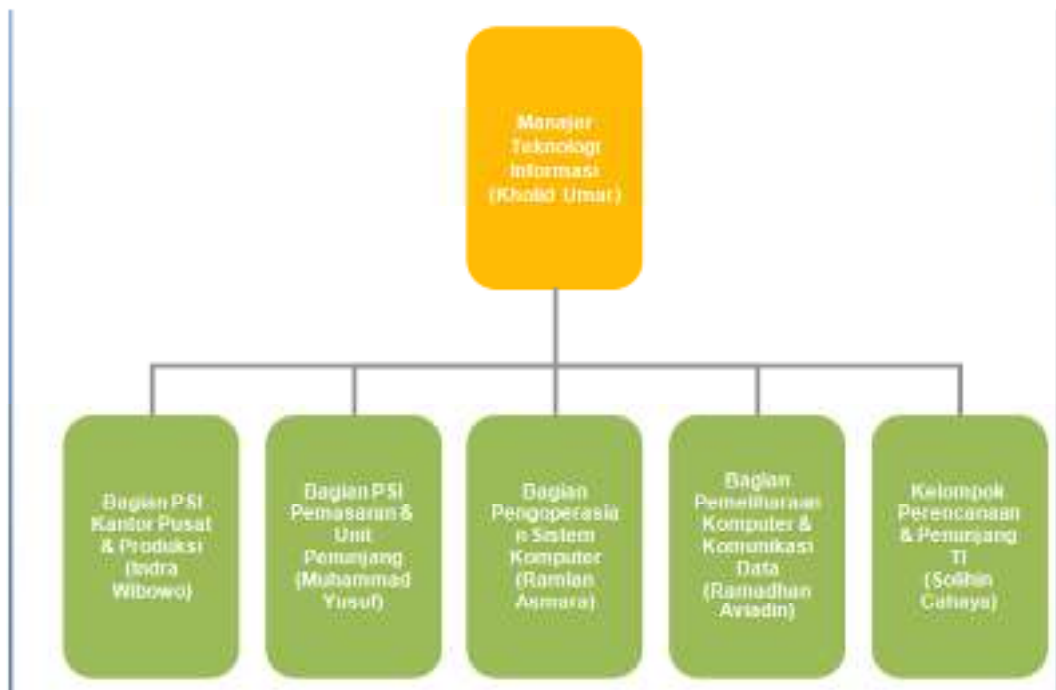 Manajer
Teknologi
Informasi
(Kholid Umar)
Bagian PSI
Kantor Pusat
& Produksi
(Indra
Wibowo)
Bagian PSI
Pemasaran &
Unit
Penunjang
(Muhammad
Yusuf)
Bagian
Pengoperasia
n Sistem
Komputer
(Ramlan
Asmara)
Bagian
Pemeliharaan
Komputer &
Komunikasi
Data
(Ramadhan
Aviadin)
Kelompok
Perencanaan
& Penunjang
TI
(Solihin
Cahaya)